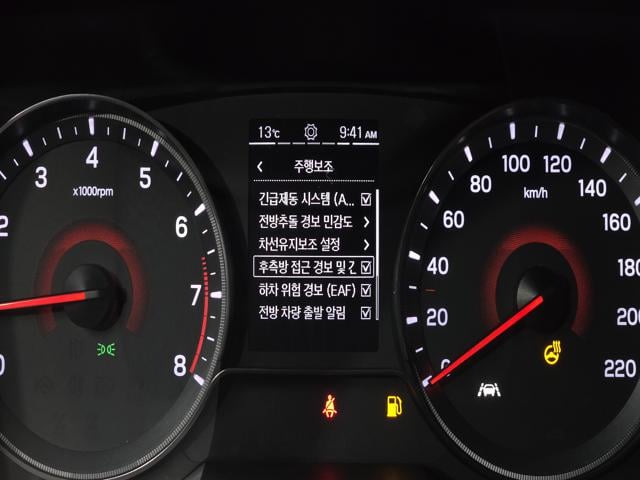 13℃ 9:41 AM
< 주행보조
긴급제동 시스템 (A...
전방추돌 경보 민감도 >
차선유지보조 설정 >
후측방 접근 경보 및 긴
하차 위험 경보 (EAF)
전방 차량 출발 알림
0
2
3
4
5
6
7
8
x1000rpm
0
20
40
60
80
100
120
140
160
180
200
220
km/h